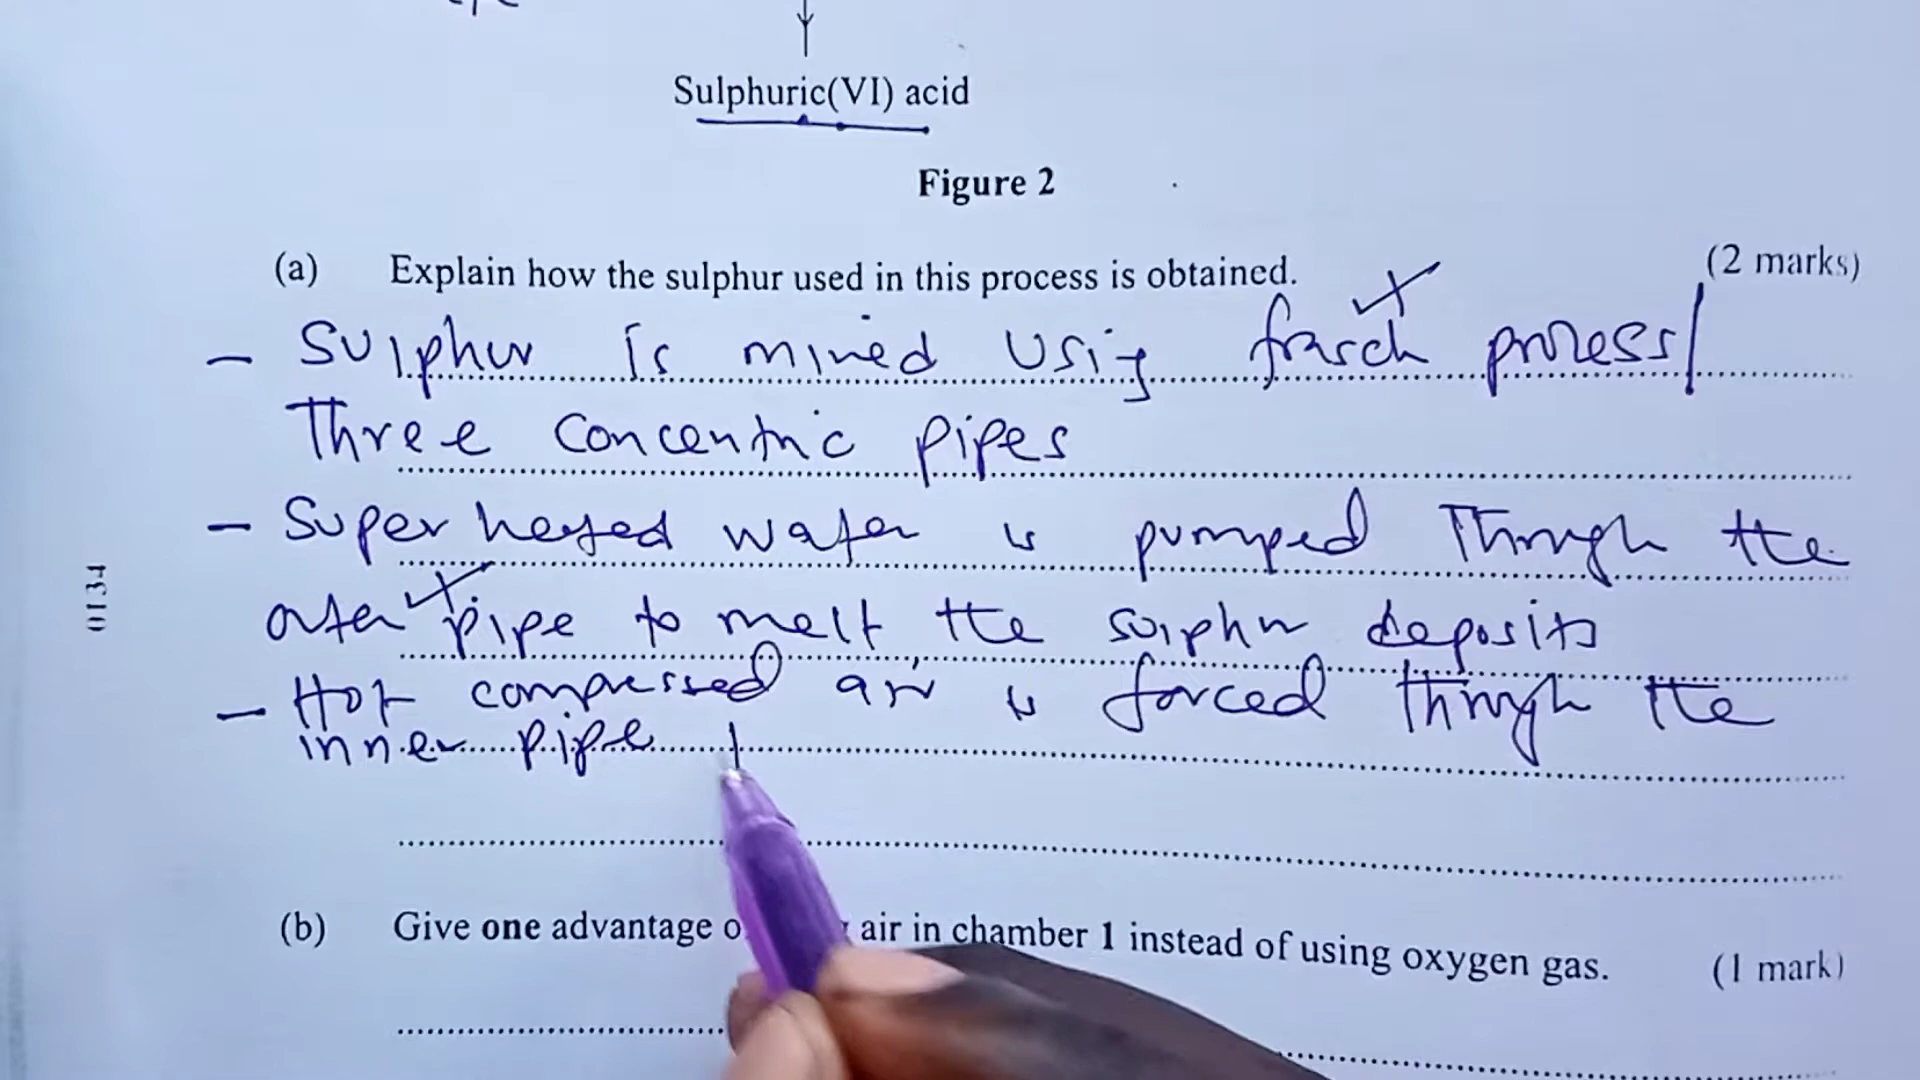 Sulphuric(VI) acid
Figure 2
(a) Explain how the sulphur used in this process is obtained. (2 marks)
- Sulphur is mined using frasch process/
Three concentric pipes
- Super heated water is pumped through the
outer pipe to melt the sulphur deposits
- Hot compressed air is forced through the
inner pipe
0134
(b) Give one advantage o air in chamber 1 instead of using oxygen gas. (1 mark)